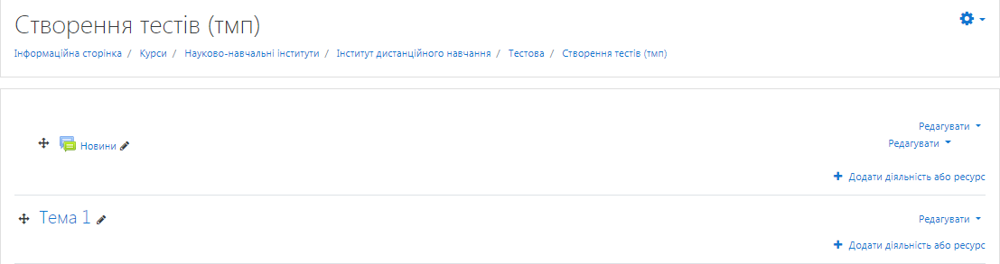 Створення тестів (тмп)
Інформаційна сторінка / Курси / Науково-навчальні інститути / Інститут дистанційного навчання / Тестова / Створення тестів (тмп)
Редагувати
Новини
Редагувати
Додати діяльність або ресурс
Тема 1
Редагувати
Додати діяльність або ресурс